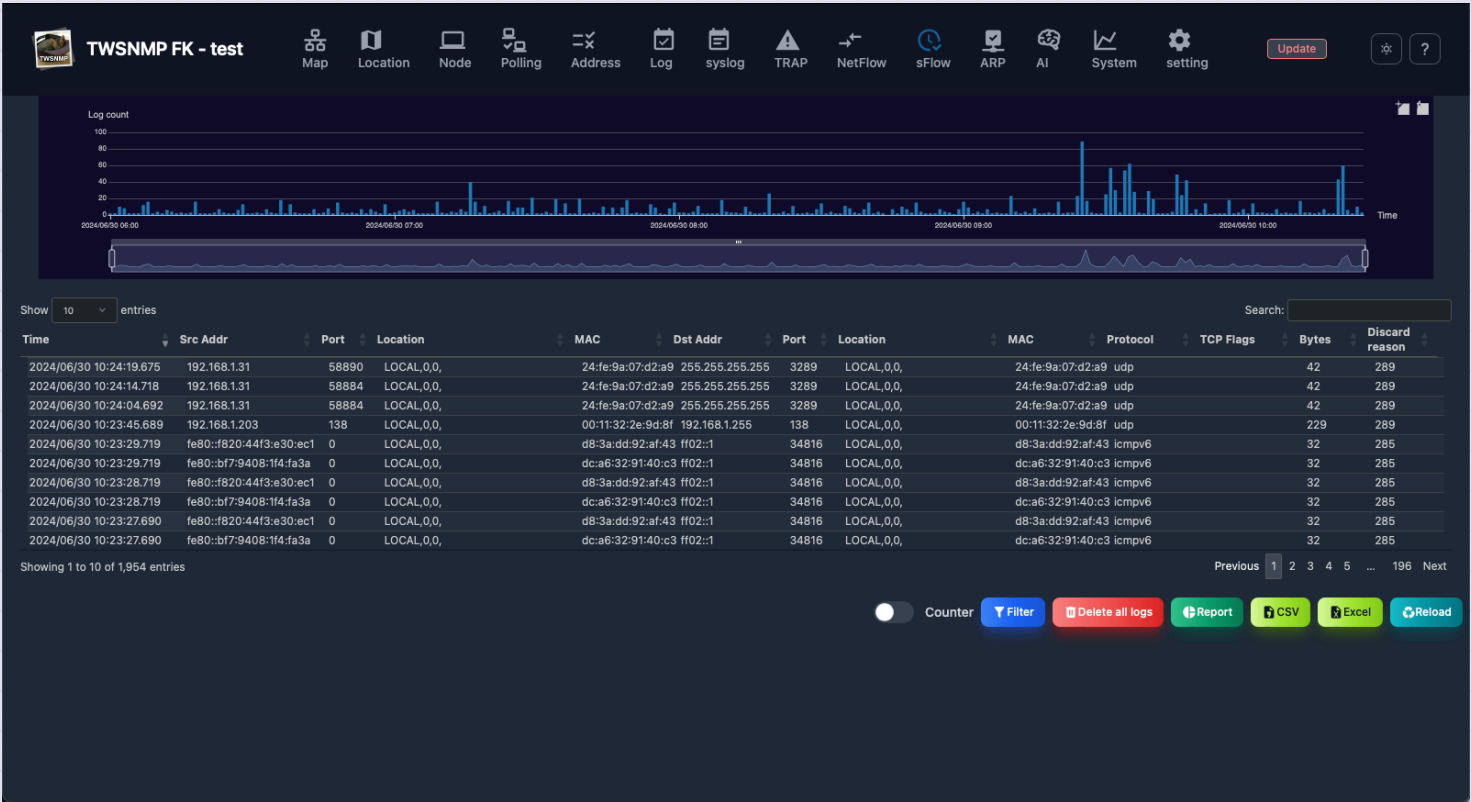 TWSNMP FK - test
Map Location Node Polling Address Log syslog TRAP NetFlow sFlow ARP AI System setting
Update
?
TWSNMP
Log count
100
80
60
40
20
0
2024/06/30 06:00 2024/06/30 07:00 2024/06/30 08:00 2024/06/30 09:00 2024/06/30 10:00
Time
Show 10 entries
Search:
Time Src Addr Port Location MAC Dst Addr Port Location MAC Protocol TCP Flags Bytes Discard reason
2024/06/30 10:24:19.675 192.168.1.31 58890 LOCAL,0,0, 24:fe:9a:07:d2:a9 255.255.255.255 3289 LOCAL,0,0, 24:fe:9a:07:d2:a9 udp 42 289
2024/06/30 10:24:14.718 192.168.1.31 58884 LOCAL,0,0, 24:fe:9a:07:d2:a9 255.255.255.255 3289 LOCAL,0,0, 24:fe:9a:07:d2:a9 udp 42 289
2024/06/30 10:24:04.692 192.168.1.31 58884 LOCAL,0,0, 24:fe:9a:07:d2:a9 255.255.255.255 3289 LOCAL,0,0, 24:fe:9a:07:d2:a9 udp 42 289
2024/06/30 10:23:45.689 192.168.1.203 138 LOCAL,0,0, 00:11:32:2e:9d:8f 192.168.1.255 138 LOCAL,0,0, 00:11:32:2e:9d:8f udp 229 289
2024/06/30 10:23:29.719 fe80::f820:44f3:e30:ec1 0 LOCAL,0,0, d8:3a:dd:92:af:43 ff02::1 34816 LOCAL,0,0, d8:3a:dd:92:af:43 icmpv6 32 285
2024/06/30 10:23:29.719 fe80::bf7:9408:1f4:fa3a 0 LOCAL,0,0, dc:a6:32:91:40:c3 ff02::1 34816 LOCAL,0,0, dc:a6:32:91:40:c3 icmpv6 32 285
2024/06/30 10:23:28.719 fe80::f820:44f3:e30:ec1 0 LOCAL,0,0, d8:3a:dd:92:af:43 ff02::1 34816 LOCAL,0,0, d8:3a:dd:92:af:43 icmpv6 32 285
2024/06/30 10:23:28.719 fe80::bf7:9408:1f4:fa3a 0 LOCAL,0,0, dc:a6:32:91:40:c3 ff02::1 34816 LOCAL,0,0, dc:a6:32:91:40:c3 icmpv6 32 285
2024/06/30 10:23:27.690 fe80::f820:44f3:e30:ec1 0 LOCAL,0,0, d8:3a:dd:92:af:43 ff02::1 34816 LOCAL,0,0, d8:3a:dd:92:af:43 icmpv6 32 285
2024/06/30 10:23:27.690 fe80::bf7:9408:1f4:fa3a 0 LOCAL,0,0, dc:a6:32:91:40:c3 ff02::1 34816 LOCAL,0,0, dc:a6:32:91:40:c3 icmpv6 32 285
Showing 1 to 10 of 1,954 entries
Previous 1 2 3 4 5 ... 196 Next
Counter Filter Delete all logs Report CSV Excel Reload